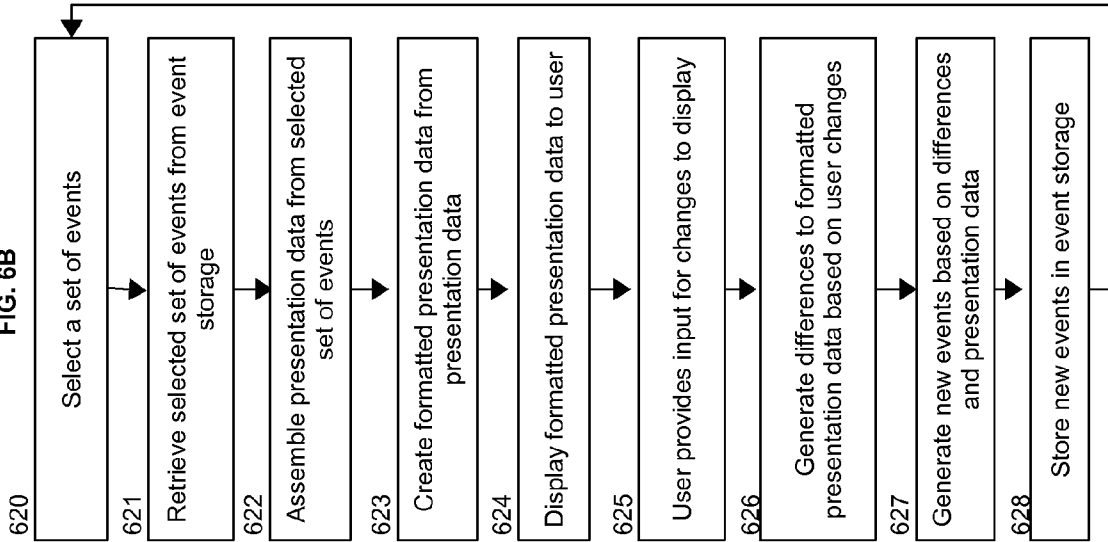 FIG. 6B
620
Select a set of events
621
Retrieve selected set of events from event
storage
622
Assemble presentation data from selected
set of events
623
Create formatted presentation data from
presentation data
624
Display formatted presentation data to user
625
User provides input for changes to display
626
Generate differences to formatted
presentation data based on user changes
627
Generate new events based on differences
and presentation data
628
Store new events in event storage